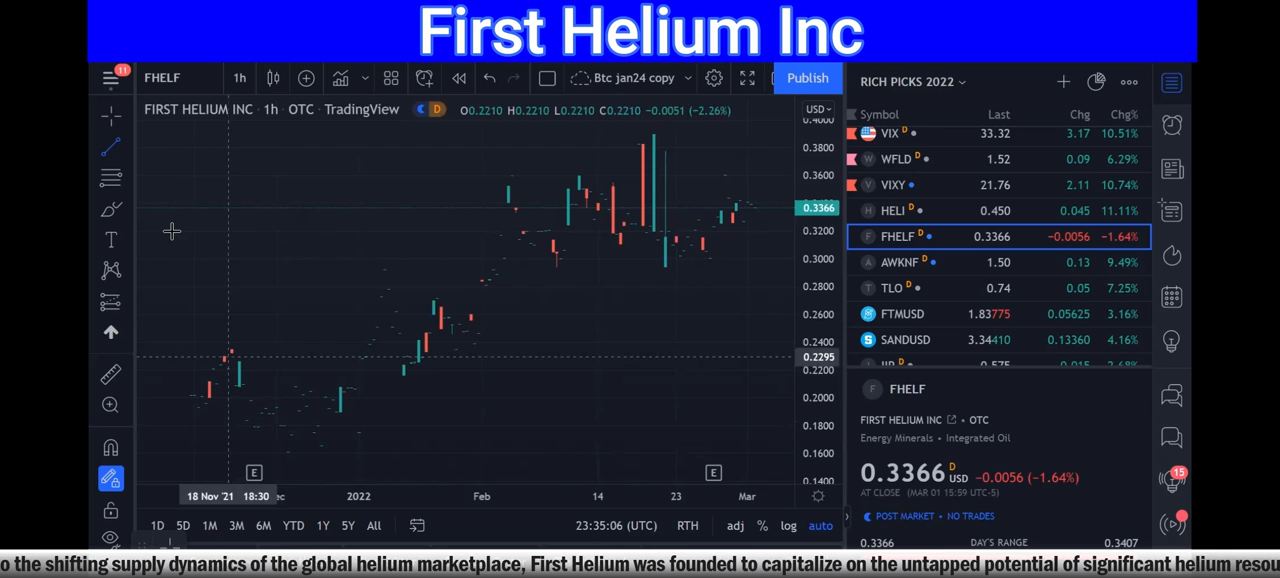 First Helium Inc
11
FHELF
1h
Btc jan24 copy
Publish
RICH PICKS 2022
FIRST HELIUM INC · 1h · OTC · TradingView
D
O0.2210 H0.2210 L0.2210 C0.2210 −0.0051 (−2.26%)
USD
Symbol Last Chg Chg%
VIX D 33.32 3.17 10.51%
W WFLD D 1.52 0.09 6.29%
V VIXY 21.76 2.11 10.74%
H HELI D 0.450 0.045 11.11%
F FHELF D 0.3366 −0.0056 −1.64%
A AWKNF D 1.50 0.13 9.49%
T TLO D 0.74 0.05 7.25%
FTMUSD 1.83775 0.05625 3.16%
S SANDUSD 3.34410 0.13360 4.16%
0.4000
0.3800
0.3600
0.3366
0.3200
0.3000
0.2800
0.2600
0.2400
0.2295
0.2200
0.2000
0.1800
0.1600
0.1400
E
E
18 Nov '21 18:30
ec
2022
Feb
14
23
Mar
1D 5D 1M 3M 6M YTD 1Y 5Y All
23:35:06 (UTC) RTH adj % log auto
F FHELF
FIRST HELIUM INC · OTC
Energy Minerals • Integrated Oil
0.3366 D USD −0.0056 (−1.64%)
AT CLOSE (MAR 01 15:59 UTC-5)
POST MARKET • NO TRADES
0.3366 DAY'S RANGE 0.3407
15
T
o the shifting supply dynamics of the global helium marketplace, First Helium was founded to capitalize on the untapped potential of significant helium resou